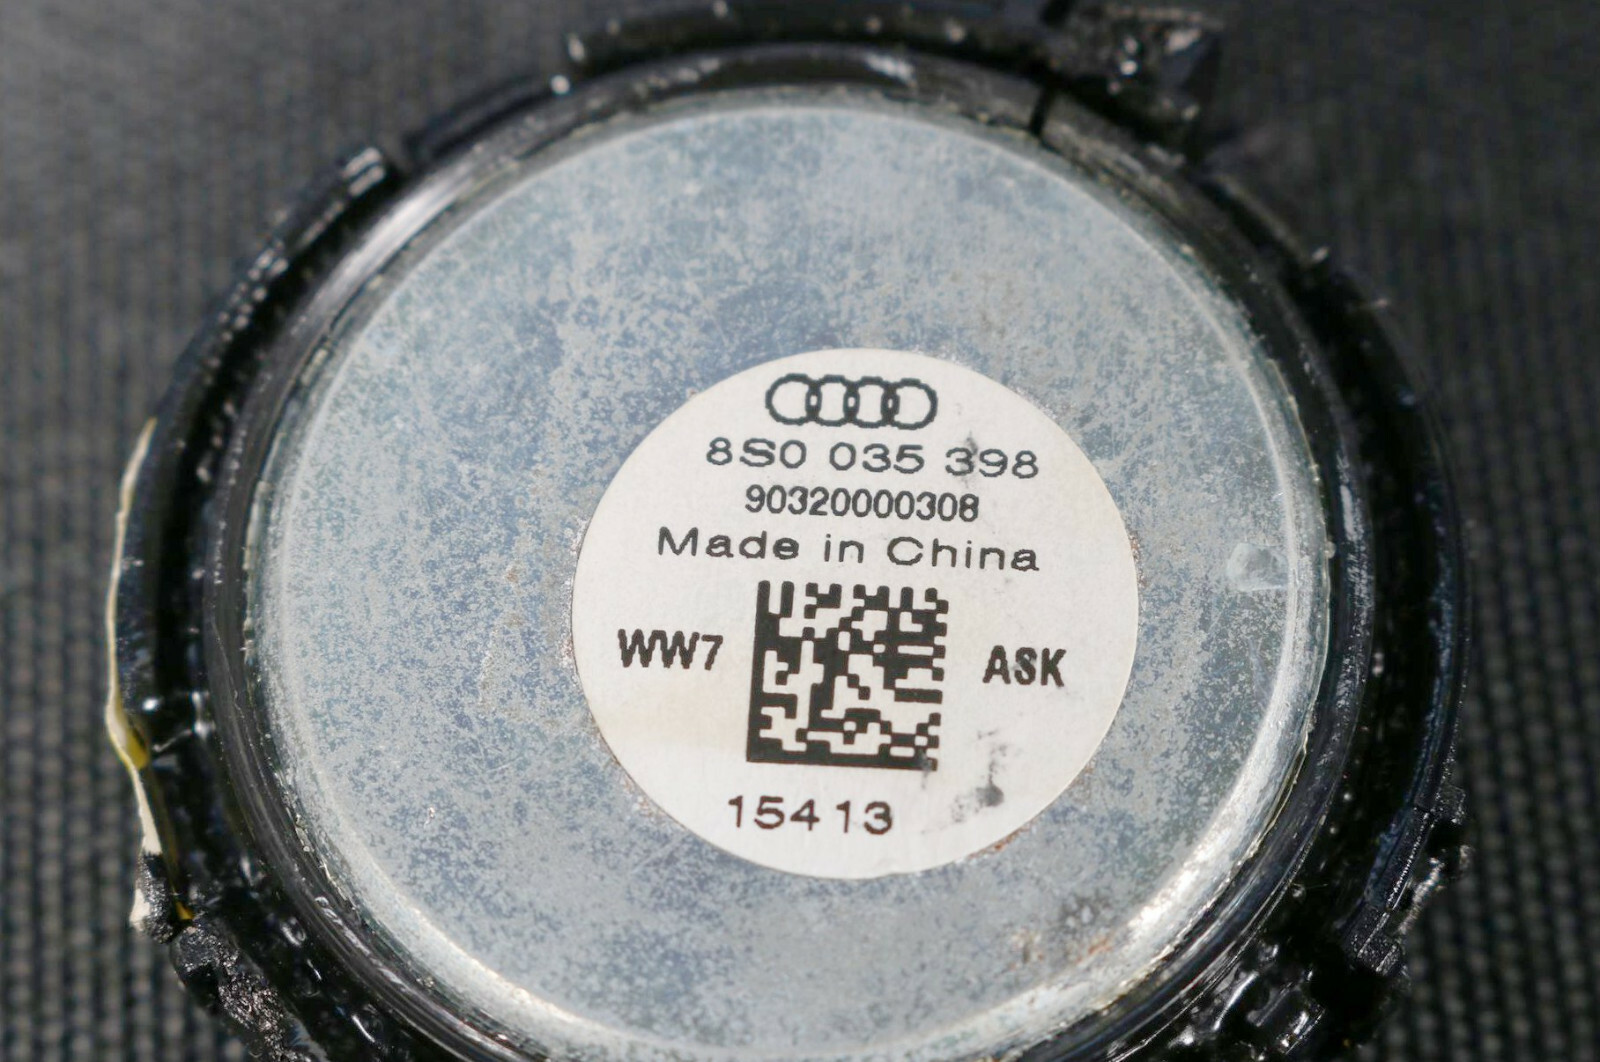 8S0 035 398
90320000308
Made in China
WW7 ASK
15413